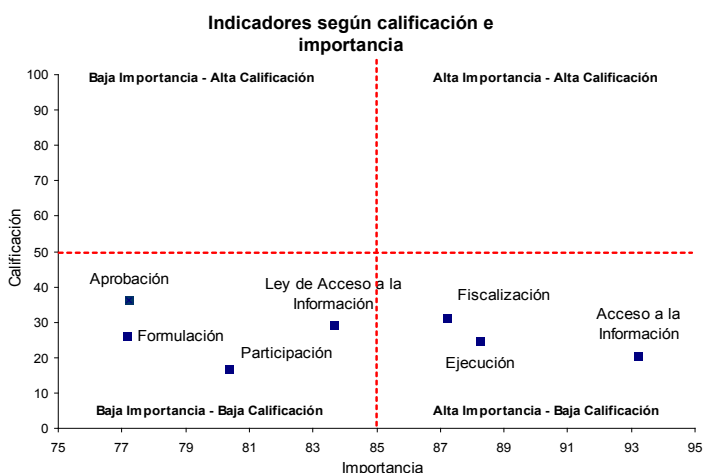 Indicadores según calificación e
importancia
Baja Importancia - Alta Calificación
Alta Importancia - Alta Calificación
100
90
80
70
60
50
40
30
20
10
0
Calificación
Aprobación
Formulación
Participación
Ley de Acceso a la
Información
Fiscalización
Ejecución
Acceso a la
Información
Baja Importancia - Baja Calificación
Alta Importancia - Baja Calificación
75
77
79
81
83
85
87
89
91
93
95
Importancia